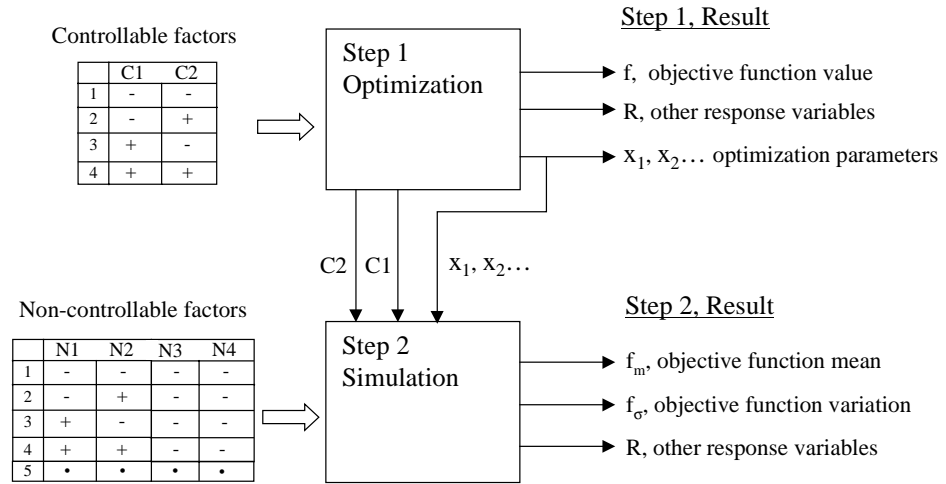 Step 1, Result
Controllable factors
C1 C2
1 - -
2 - +
3 + -
4 + +
Step 1
Optimization
f, objective function value
R, other response variables
x₁, x₂… optimization parameters
C2 C1 x₁, x₂…
Non-controllable factors
N1 N2 N3 N4
1 - - - -
2 - + - -
3 + - - -
4 + + - -
5 • • • •
Step 2
Simulation
Step 2, Result
fₘ, objective function mean
f_σ, objective function variation
R, other response variables